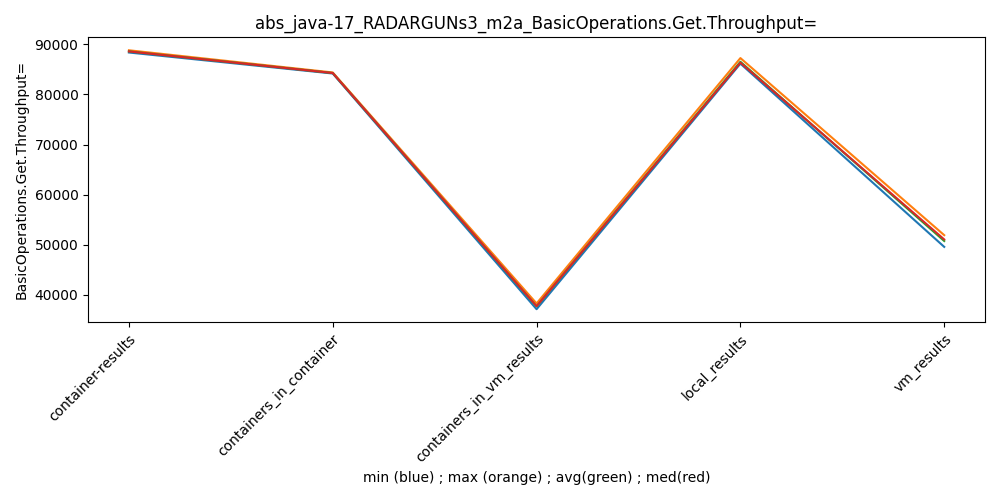 abs_java-17_RADARGUNs3_m2a_BasicOperations.Get.Throughput=
BasicOperations.Get.Throughput=
90000
80000
70000
60000
50000
40000
container-results
containers_in_container
containers_in_vm_results
local_results
vm_results
min (blue) ; max (orange) ; avg(green) ; med(red)